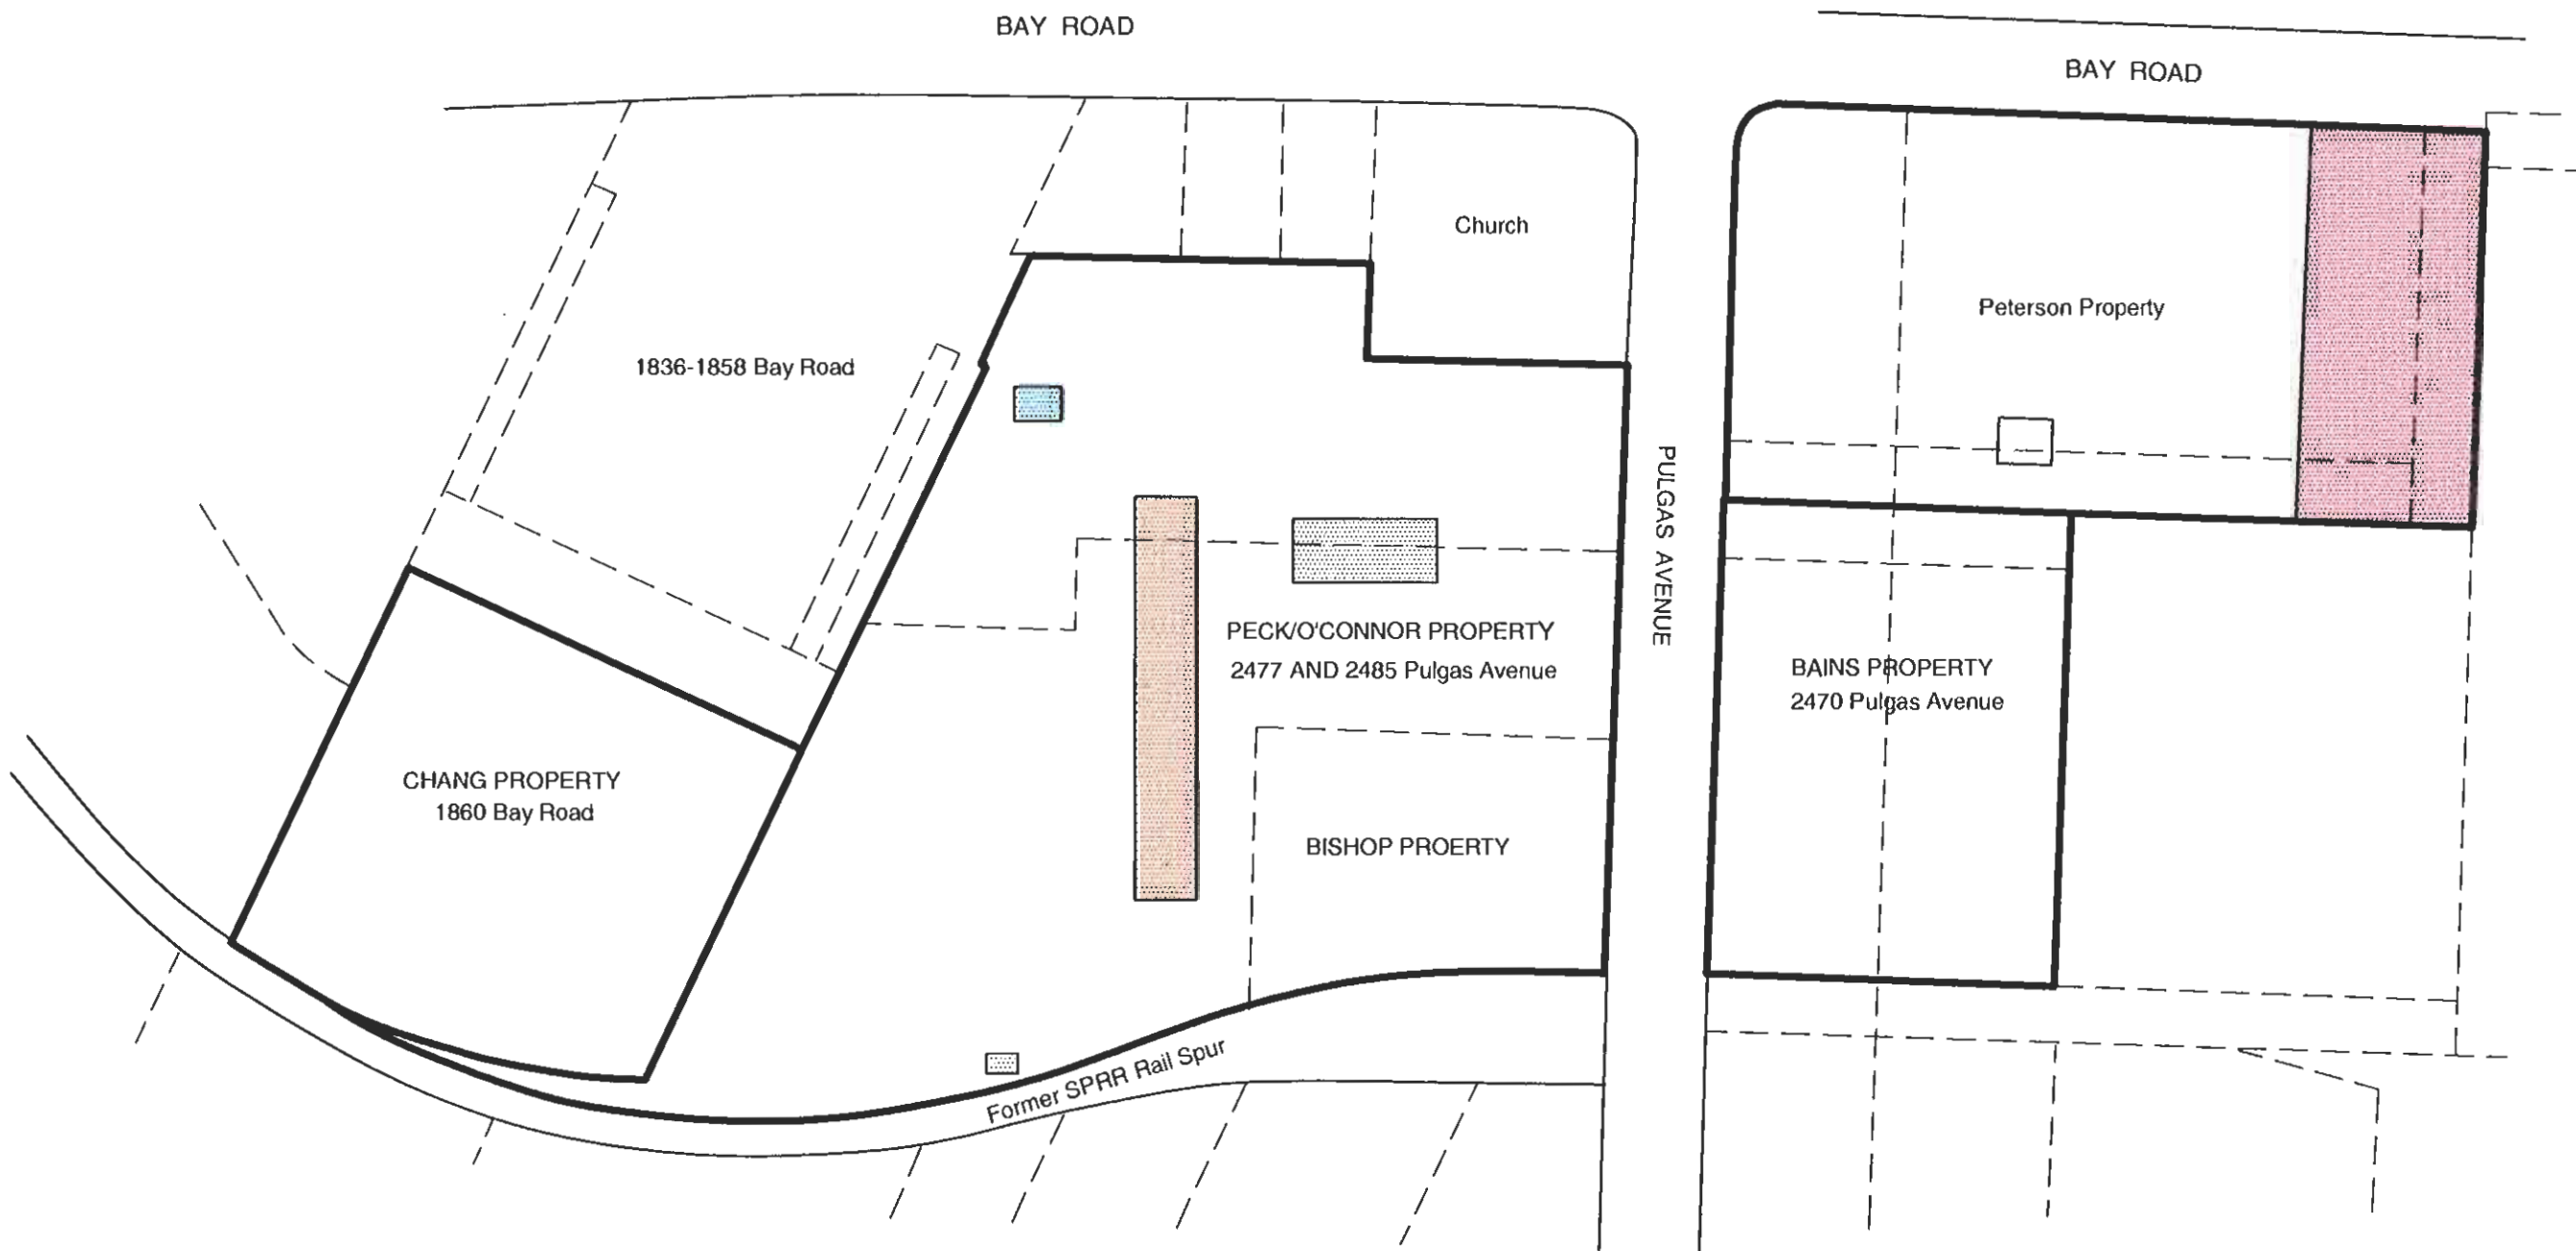 BAY ROAD
BAY ROAD
Church
Peterson Property
1836-1858 Bay Road
PULGAS AVENUE
PECK/O'CONNOR PROPERTY
2477 AND 2485 Pulgas Avenue
BAINS PROPERTY
2470 Pulgas Avenue
CHANG PROPERTY
1860 Bay Road
BISHOP PROERTY
Former SPRR Rail Spur